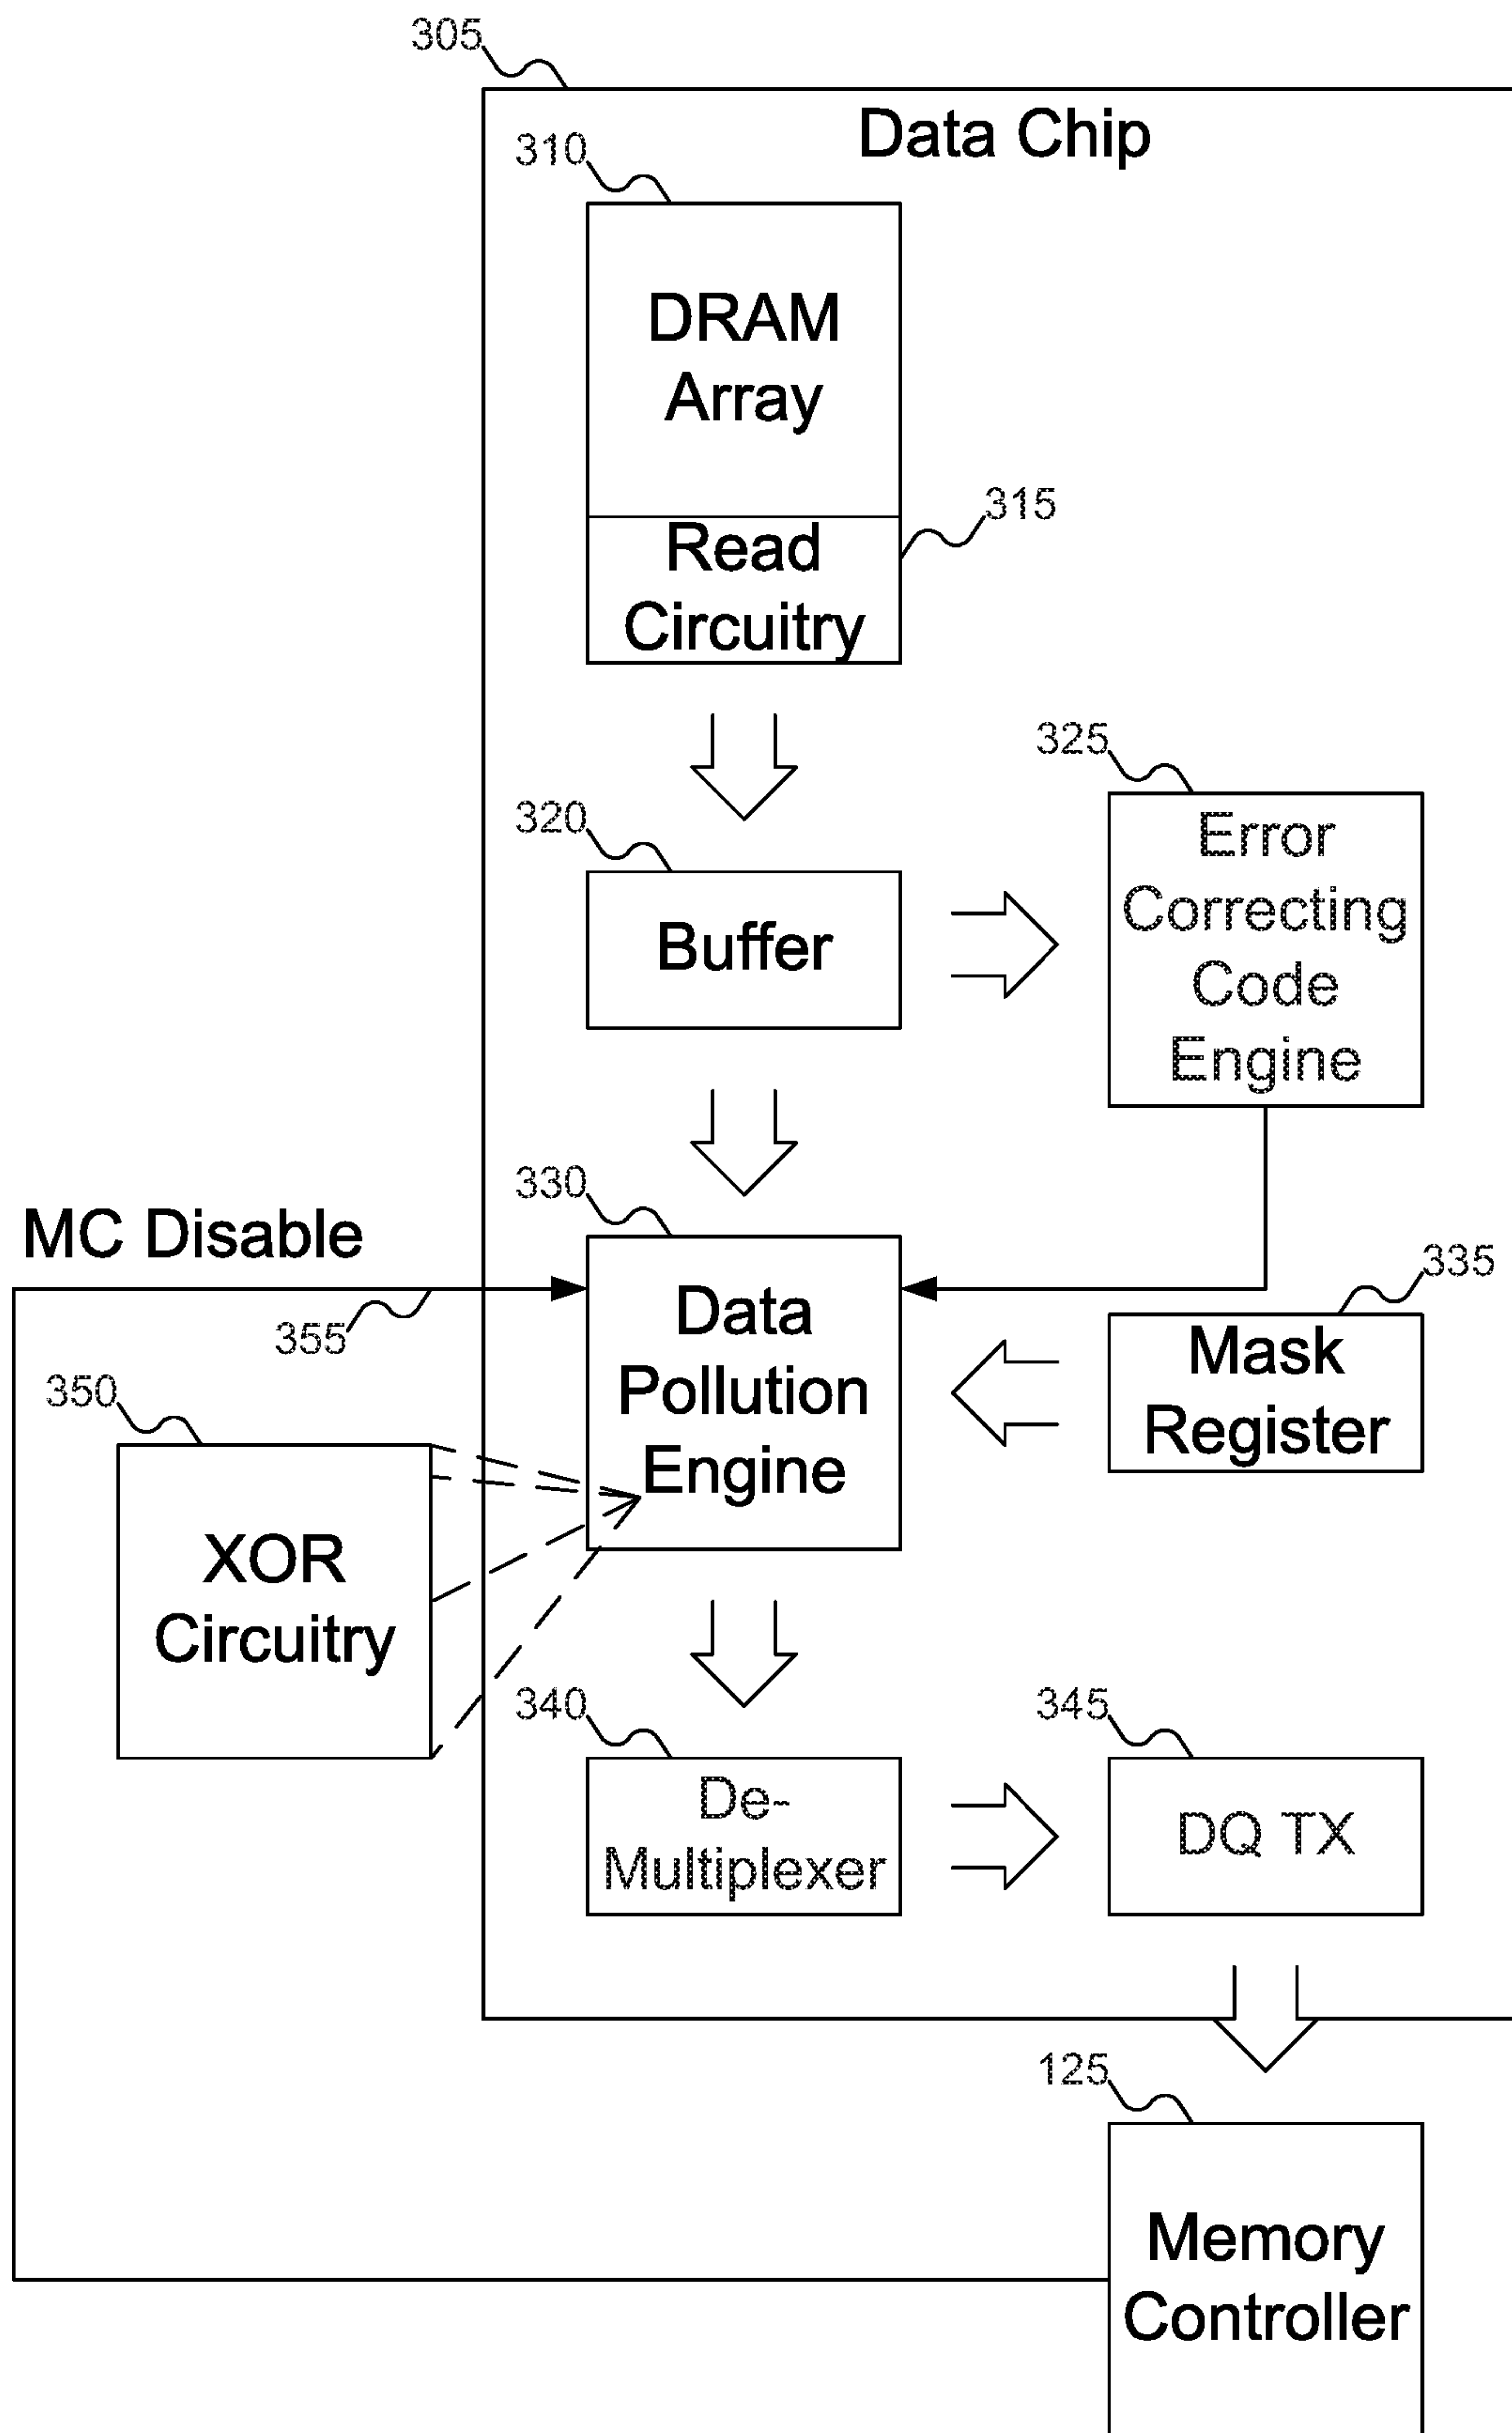 305
Data Chip
310
DRAM
Array
315
Read
Circuitry
325
320
Error
Correcting
Code
Engine
Buffer
330
MC Disable
335
355
Data
Pollution
Engine
Mask
Register
350
XOR
Circuitry
340
345
De-
Multiplexer
DQ TX
125
Memory
Controller